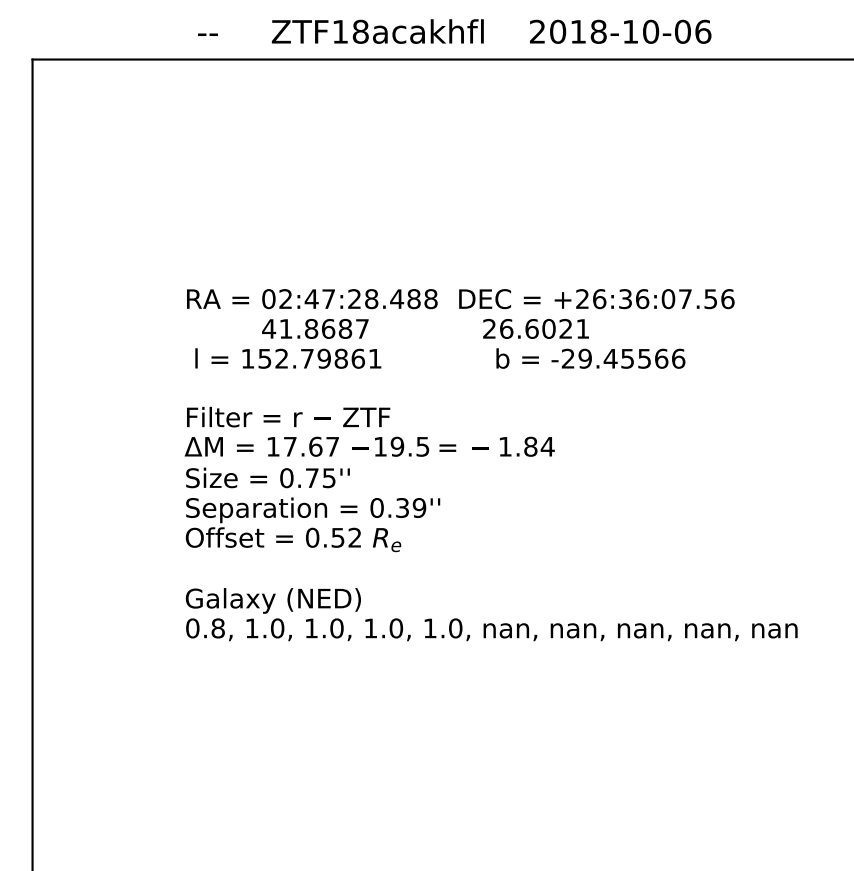 -- ZTF18acakhfl 2018-10-06
RA = 02:47:28.488 DEC = +26:36:07.56
41.8687 26.6021
l = 152.79861 b = -29.45566
Filter = r − ZTF
ΔM = 17.67 −19.5 = − 1.84
Size = 0.75''
Separation = 0.39''
Offset = 0.52 Re
Galaxy (NED)
0.8, 1.0, 1.0, 1.0, 1.0, nan, nan, nan, nan, nan